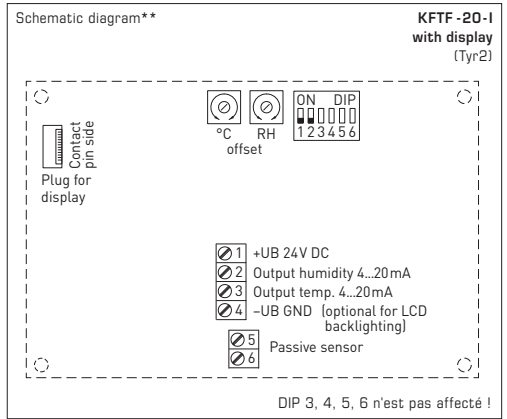 Schematic diagram**
KFTF - 20 - I
with display
(Tyr2)
ON DIP
1 2 3 4 5 6
°C RH
offset
Contact
pin side
Plug for
display
1 +UB 24V DC
2 Output humidity 4...20mA
3 Output temp. 4...20mA
4 –UB GND (optional for LCD
backlighting)
5
Passive sensor
6
DIP 3, 4, 5, 6 n'est pas affecté !